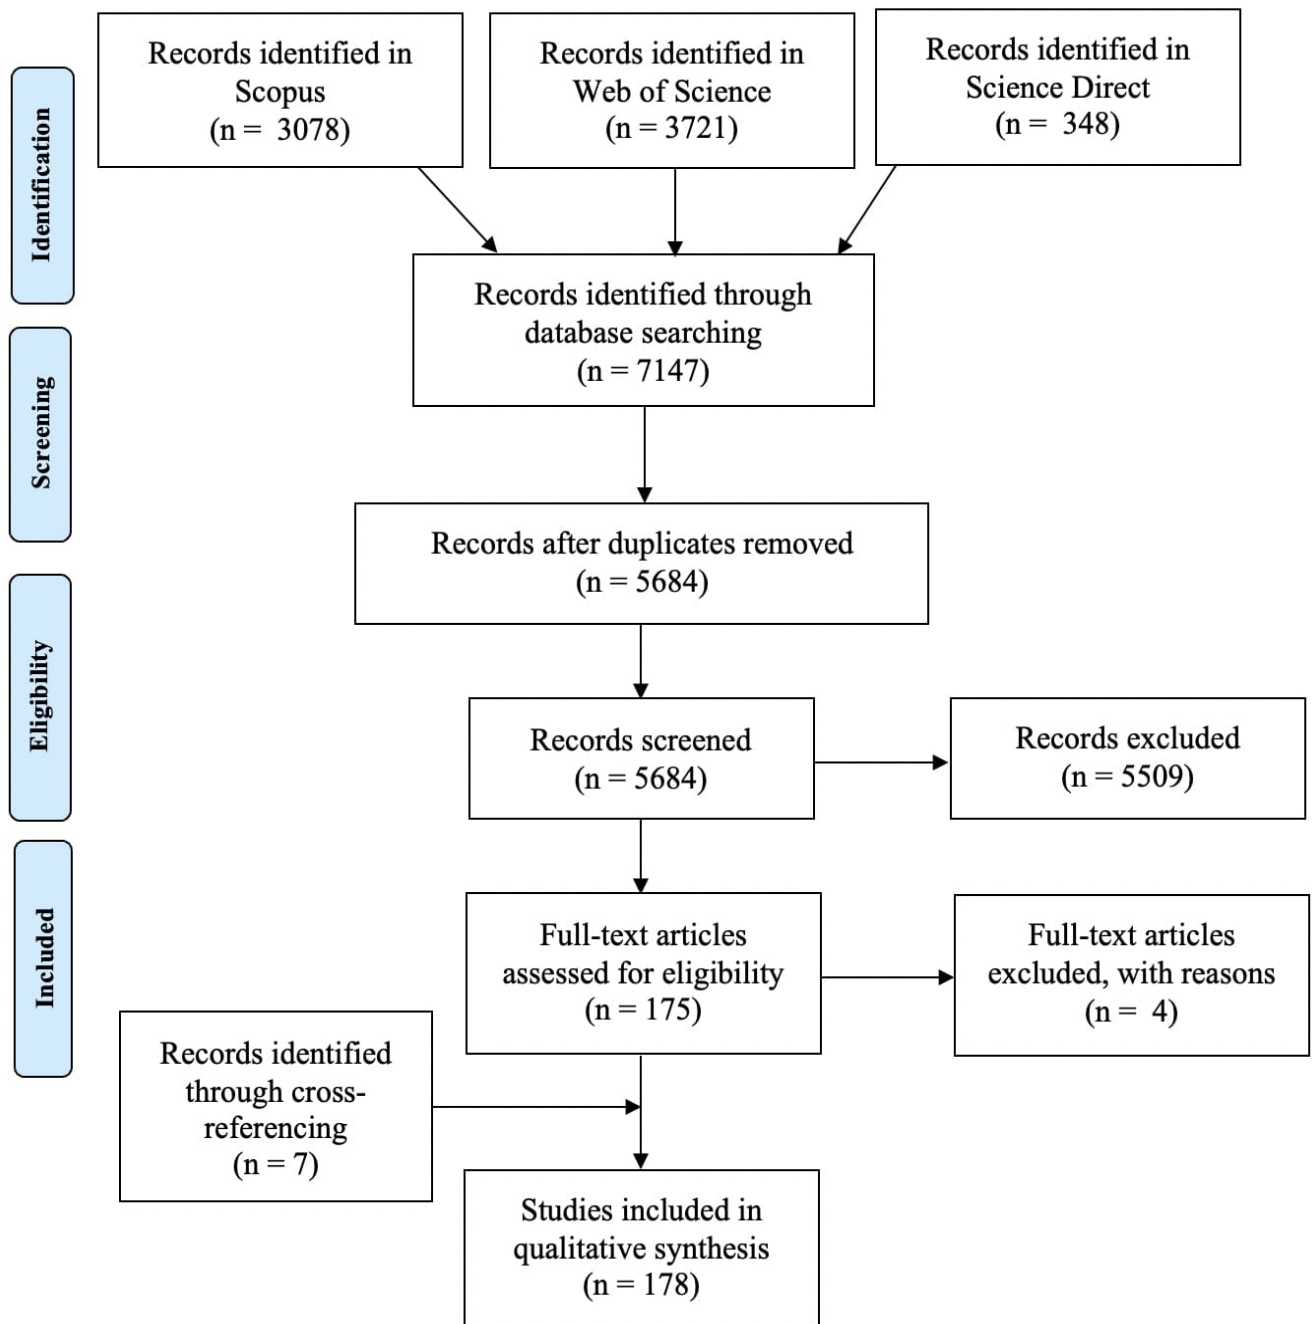 Records identified in
Scopus
(n =  3078)
Records identified in
Web of Science
(n = 3721)
Records identified in
Science Direct
(n =  348)
Identification
Records identified through
database searching
(n = 7147)
Screening
Records after duplicates removed
(n = 5684)
Eligibility
Records screened
(n = 5684)
Records excluded
(n = 5509)
Included
Full-text articles
assessed for eligibility
(n = 175)
Full-text articles
excluded, with reasons
(n =  4)
Records identified
through cross-
referencing
(n = 7)
Studies included in
qualitative synthesis
(n = 178)